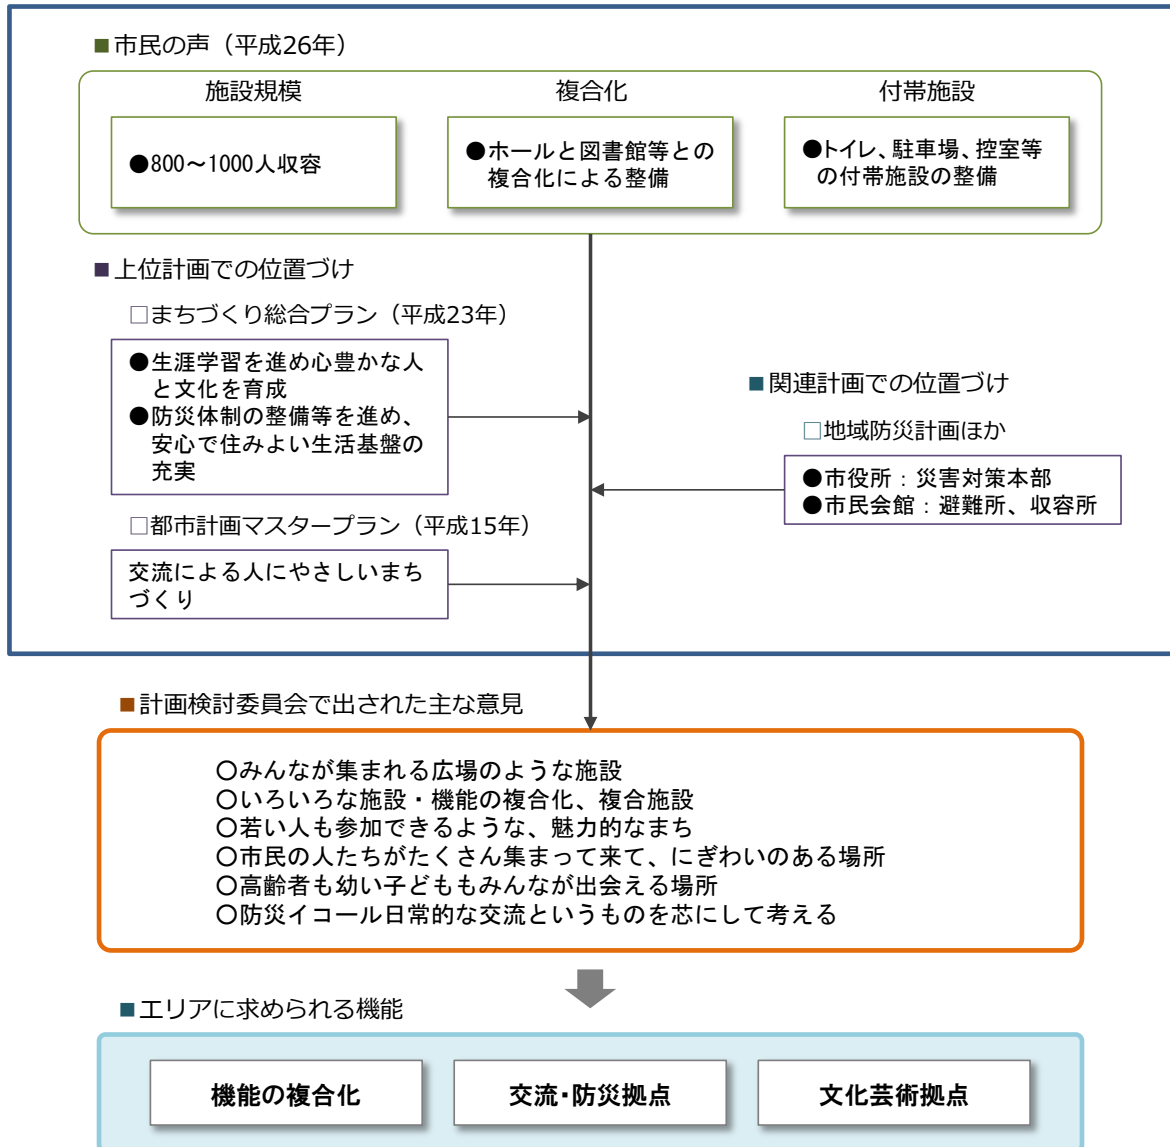 ■市民の声（平成26年）
施設規模
複合化
付帯施設
●800～1000人収容
●ホールと図書館等との
複合化による整備
●トイレ、駐車場、控室等
の付帯施設の整備
■上位計画での位置づけ
□まちづくり総合プラン（平成23年）
●生涯学習を進め心豊かな人
と文化を育成
●防災体制の整備等を進め、
安心で住みよい生活基盤の
充実
■関連計画での位置づけ
□地域防災計画ほか
●市役所：災害対策本部
●市民会館：避難所、収容所
□都市計画マスタープラン（平成15年）
交流による人にやさしいまち
づくり
■計画検討委員会で出された主な意見
○みんなが集まれる広場のような施設
○いろいろな施設・機能の複合化、複合施設
○若い人も参加できるような、魅力的なまち
○市民の人たちがたくさん集まって来て、にぎわいのある場所
○高齢者も幼い子どももみんなが出会える場所
○防災イコール日常的な交流というものを芯にして考える
■エリアに求められる機能
機能の複合化
交流・防災拠点
文化芸術拠点